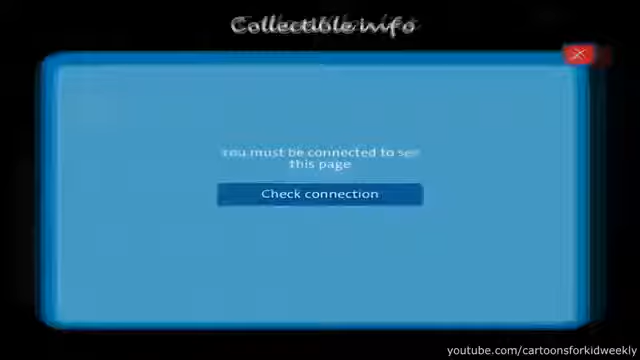 Collectible info
You must be connected to see
this page
Check connection
youtube.com/cartoonsforkidweekly